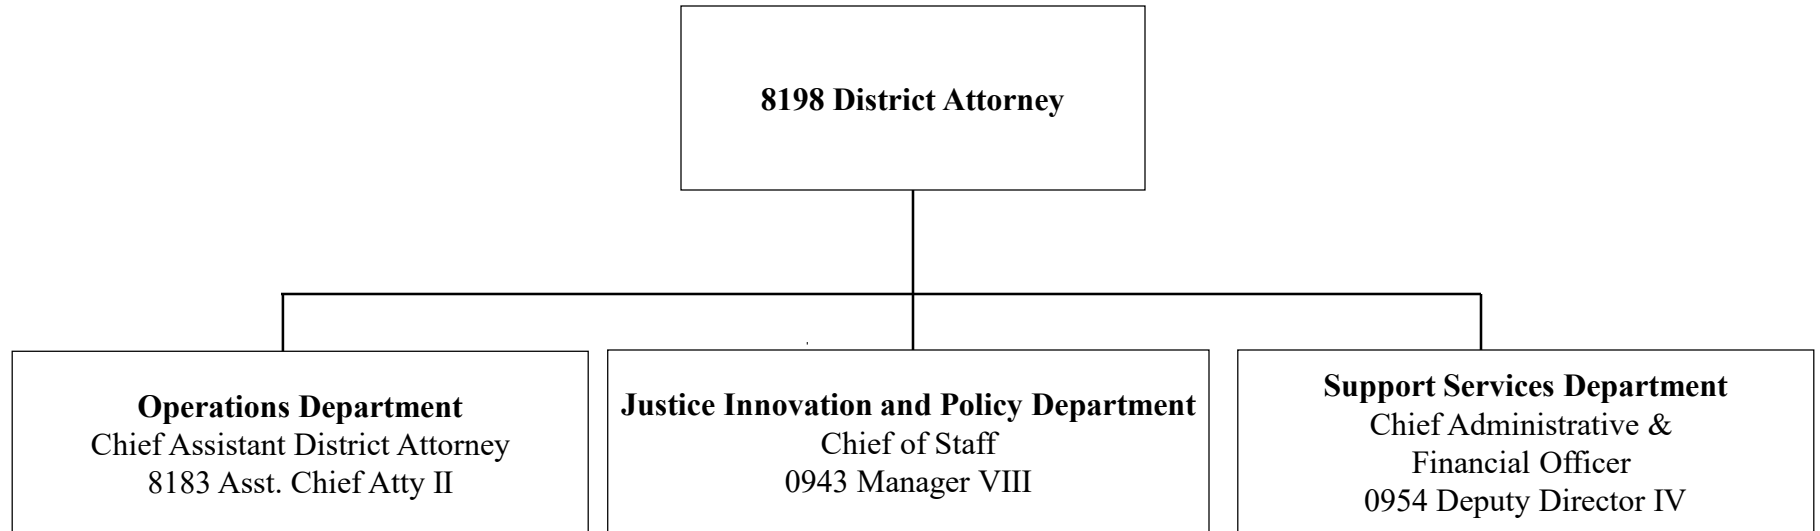 8198 District Attorney
Operations Department
Chief Assistant District Attorney
8183 Asst. Chief Atty II
Justice Innovation and Policy Department
Chief of Staff
0943 Manager VIII
Support Services Department
Chief Administrative &
Financial Officer
0954 Deputy Director IV